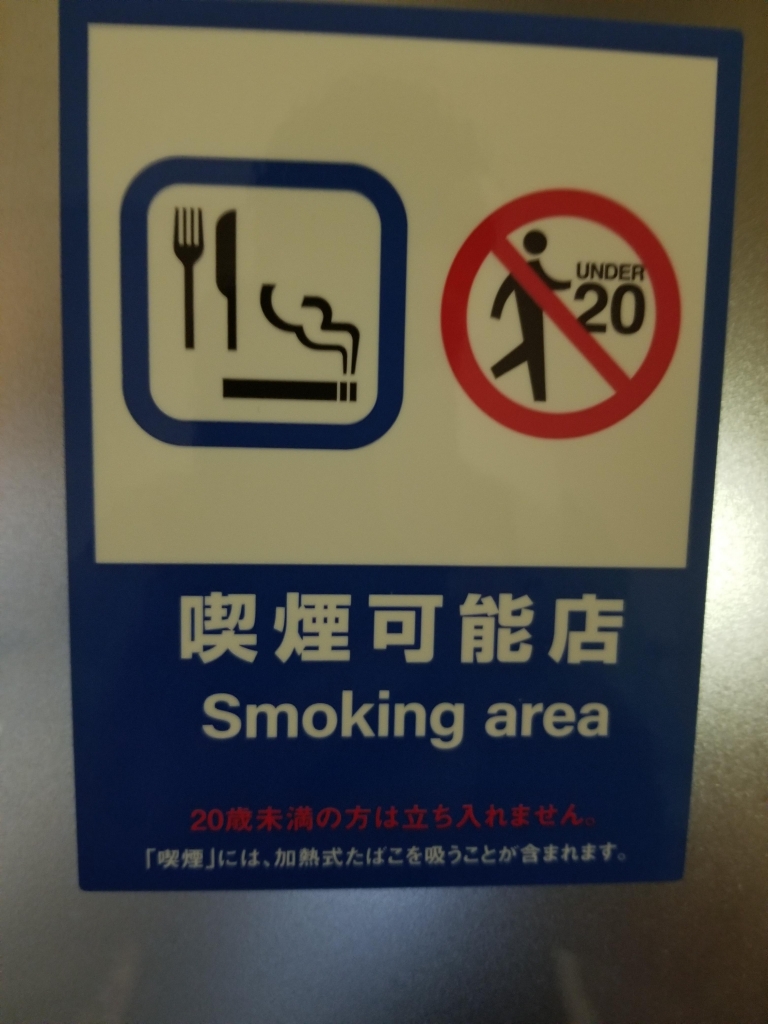 UNDER
20
喫煙可能店
Smoking area
20歳未満の方は立ち入れません。
「喫煙」には、加熱式たばこを吸うことが含まれます。